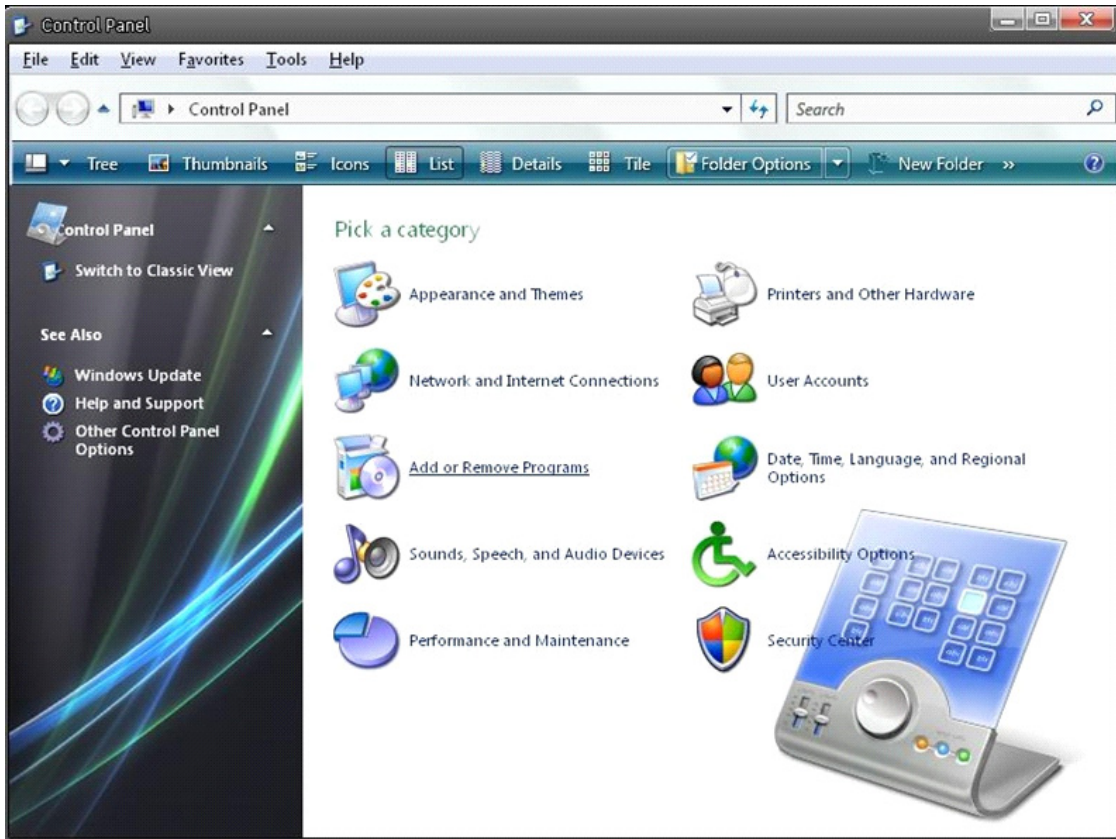 Control Panel
File Edit View Favorites Tools Help
Control Panel Search
Tree Thumbnails Icons List Details Tile Folder Options New Folder »
Control Panel
Switch to Classic View
See Also
Windows Update
Help and Support
Other Control Panel
Options
Pick a category
Appearance and Themes
Printers and Other Hardware
Network and Internet Connections
User Accounts
Add or Remove Programs
Date, Time, Language, and Regional
Options
Sounds, Speech, and Audio Devices
Accessibility Options
Performance and Maintenance
Security Center